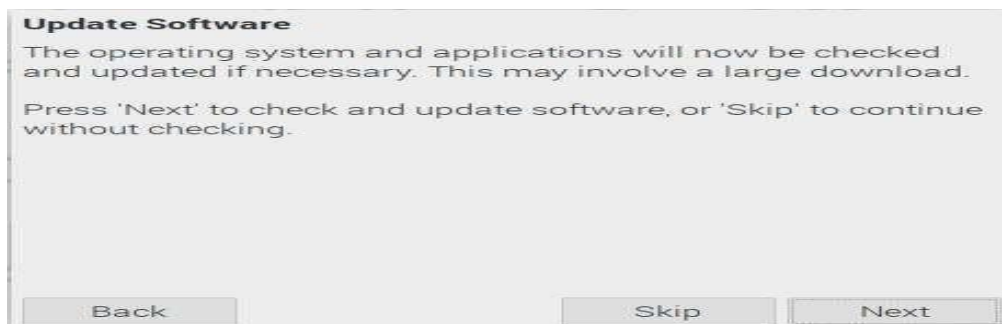 Update Software
The operating system and applications will now be checked
and updated if necessary. This may involve a large download.
Press 'Next' to check and update software, or 'Skip' to continue
without checking.
Back
Skip
Next